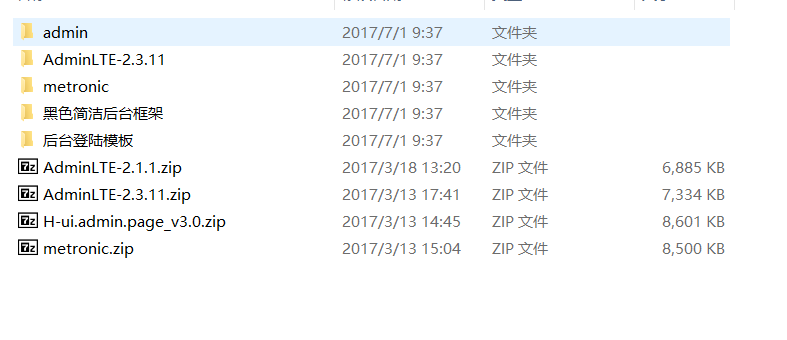 admin 2017/7/1 9:37 文件夹
AdminLTE-2.3.11 2017/7/1 9:37 文件夹
metronic 2017/7/1 9:37 文件夹
黑色简洁后台框架 2017/7/1 9:37 文件夹
后台登陆模板 2017/7/1 9:37 文件夹
AdminLTE-2.1.1.zip 2017/3/18 13:20 ZIP 文件 6,885 KB
AdminLTE-2.3.11.zip 2017/3/13 17:41 ZIP 文件 7,334 KB
H-ui.admin.page_v3.0.zip 2017/3/13 14:45 ZIP 文件 8,601 KB
metronic.zip 2017/3/13 15:04 ZIP 文件 8,500 KB